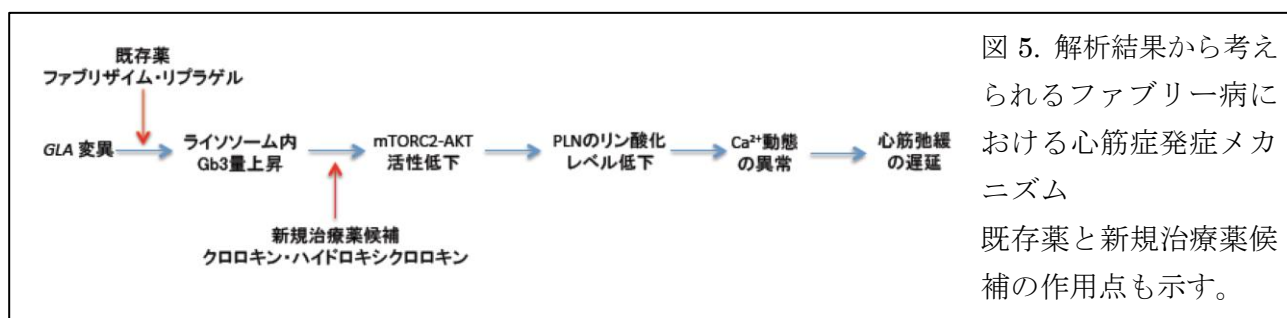 既存薬
ファブリザイム・リプラゲル
GLA 変異
ライソソーム内
Gb3量上昇
mTORC2-AKT
活性低下
PLNのリン酸化
レベル低下
Ca²⁺動態
の異常
心筋弛緩
の遅延
新規治療薬候補
クロロキン・ハイドロキシクロロキン
図 5. 解析結果から考え
られるファブリー病に
おける心筋症発症メカ
ニズム
既存薬と新規治療薬候
補の作用点も示す。